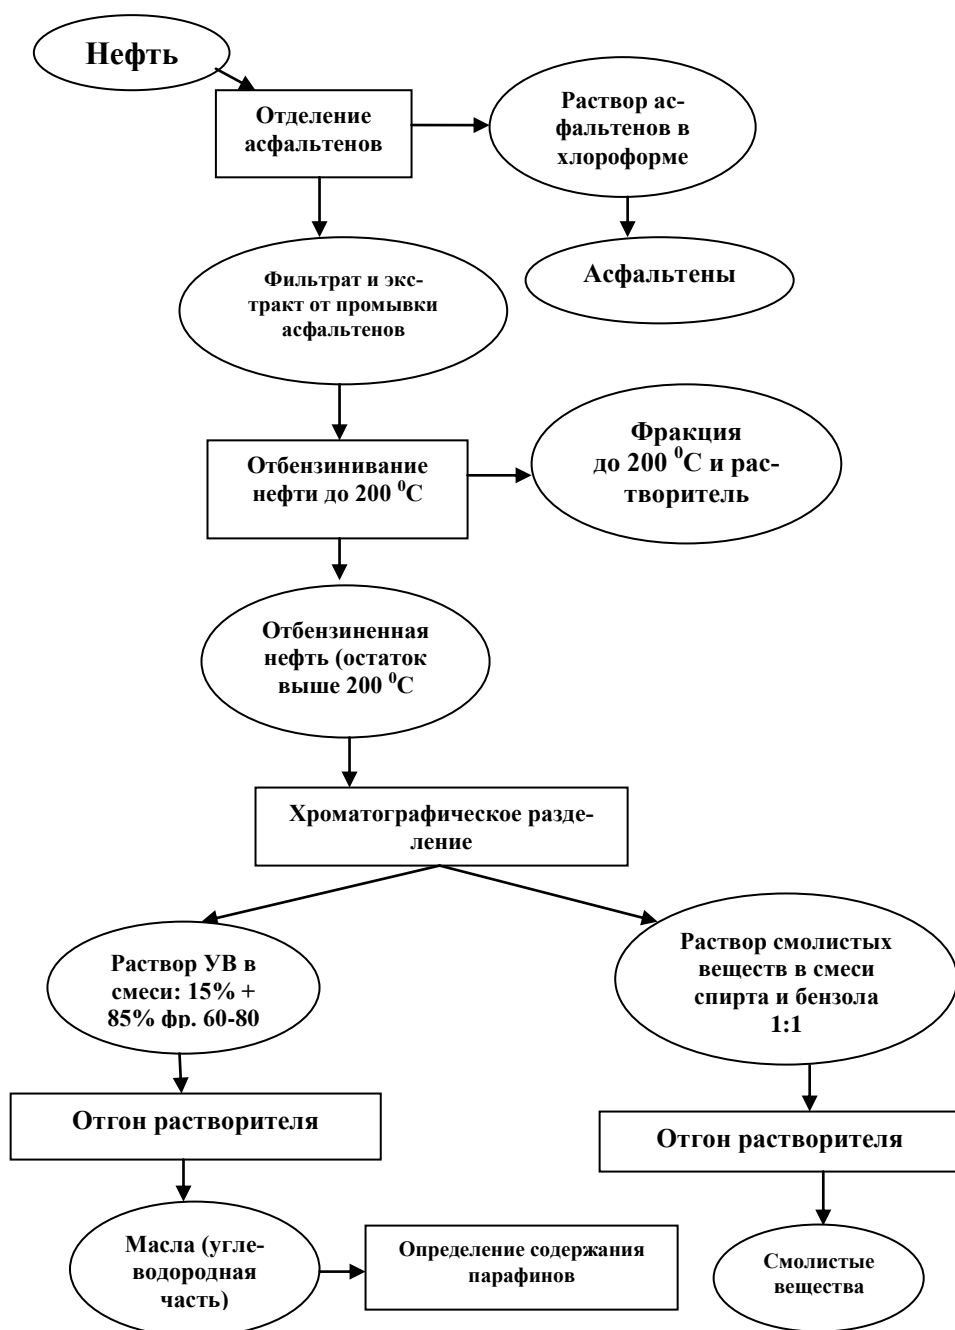 Нефть
Отделение
асфальтенов
Раствор ас-
фальтенов в
хлороформе
Асфальтены
Фильтрат и экс-
тракт от промывки
асфальтенов
Отбензинивание
нефти до 200 ⁰С
Фракция
до 200 ⁰С и рас-
творитель
Отбензиненная
нефть (остаток
выше 200 ⁰С
Хроматографическое разде-
ление
Раствор УВ в
смеси: 15% +
85% фр. 60-80
Раствор смолистых
веществ в смеси
спирта и бензола
1:1
Отгон растворителя
Отгон растворителя
Масла (угле-
водородная
часть)
Определение содержания
парафинов
Смолистые
вещества